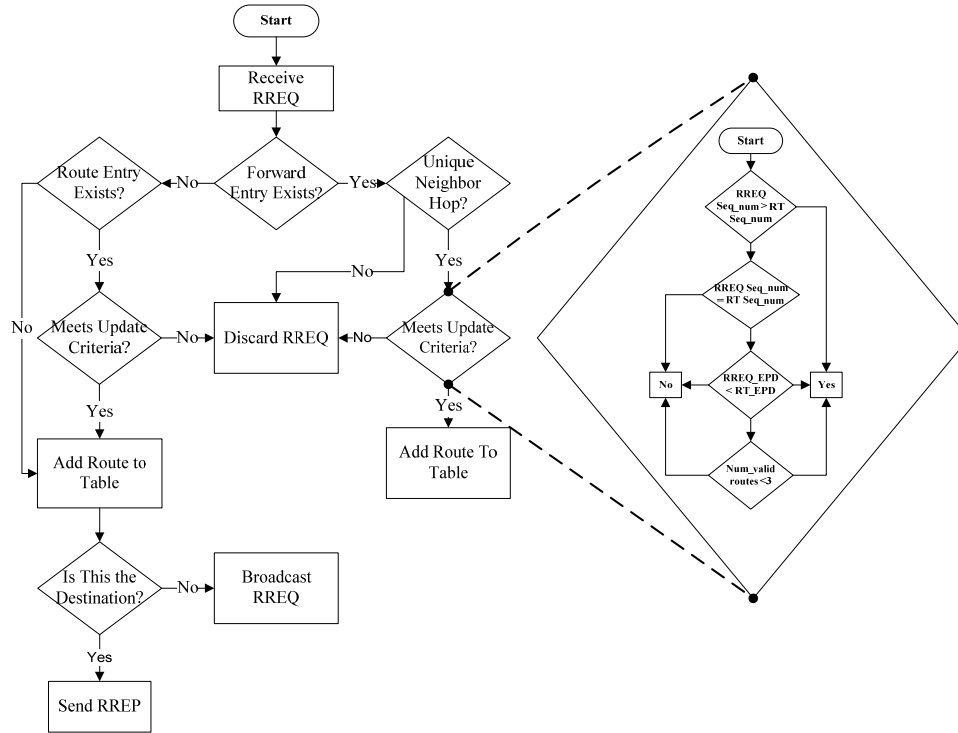 Start
Receive
RREQ
Route Entry
Exists?
No
Forward
Entry Exists?
Yes
Unique
Neighbor
Hop?
Yes
No
Yes
No
Meets Update
Criteria?
No
Discard RREQ
No
Meets Update
Criteria?
Yes
Yes
Add Route to
Table
Add Route To
Table
Is This the
Destination?
No
Broadcast
RREQ
Yes
Send RREP
Start
RREQ
Seq_num > RT
Seq_num
RREQ Seq_num
= RT Seq_num
No
RREQ_EPD
< RT_EPD
Yes
Num_valid
routes <3